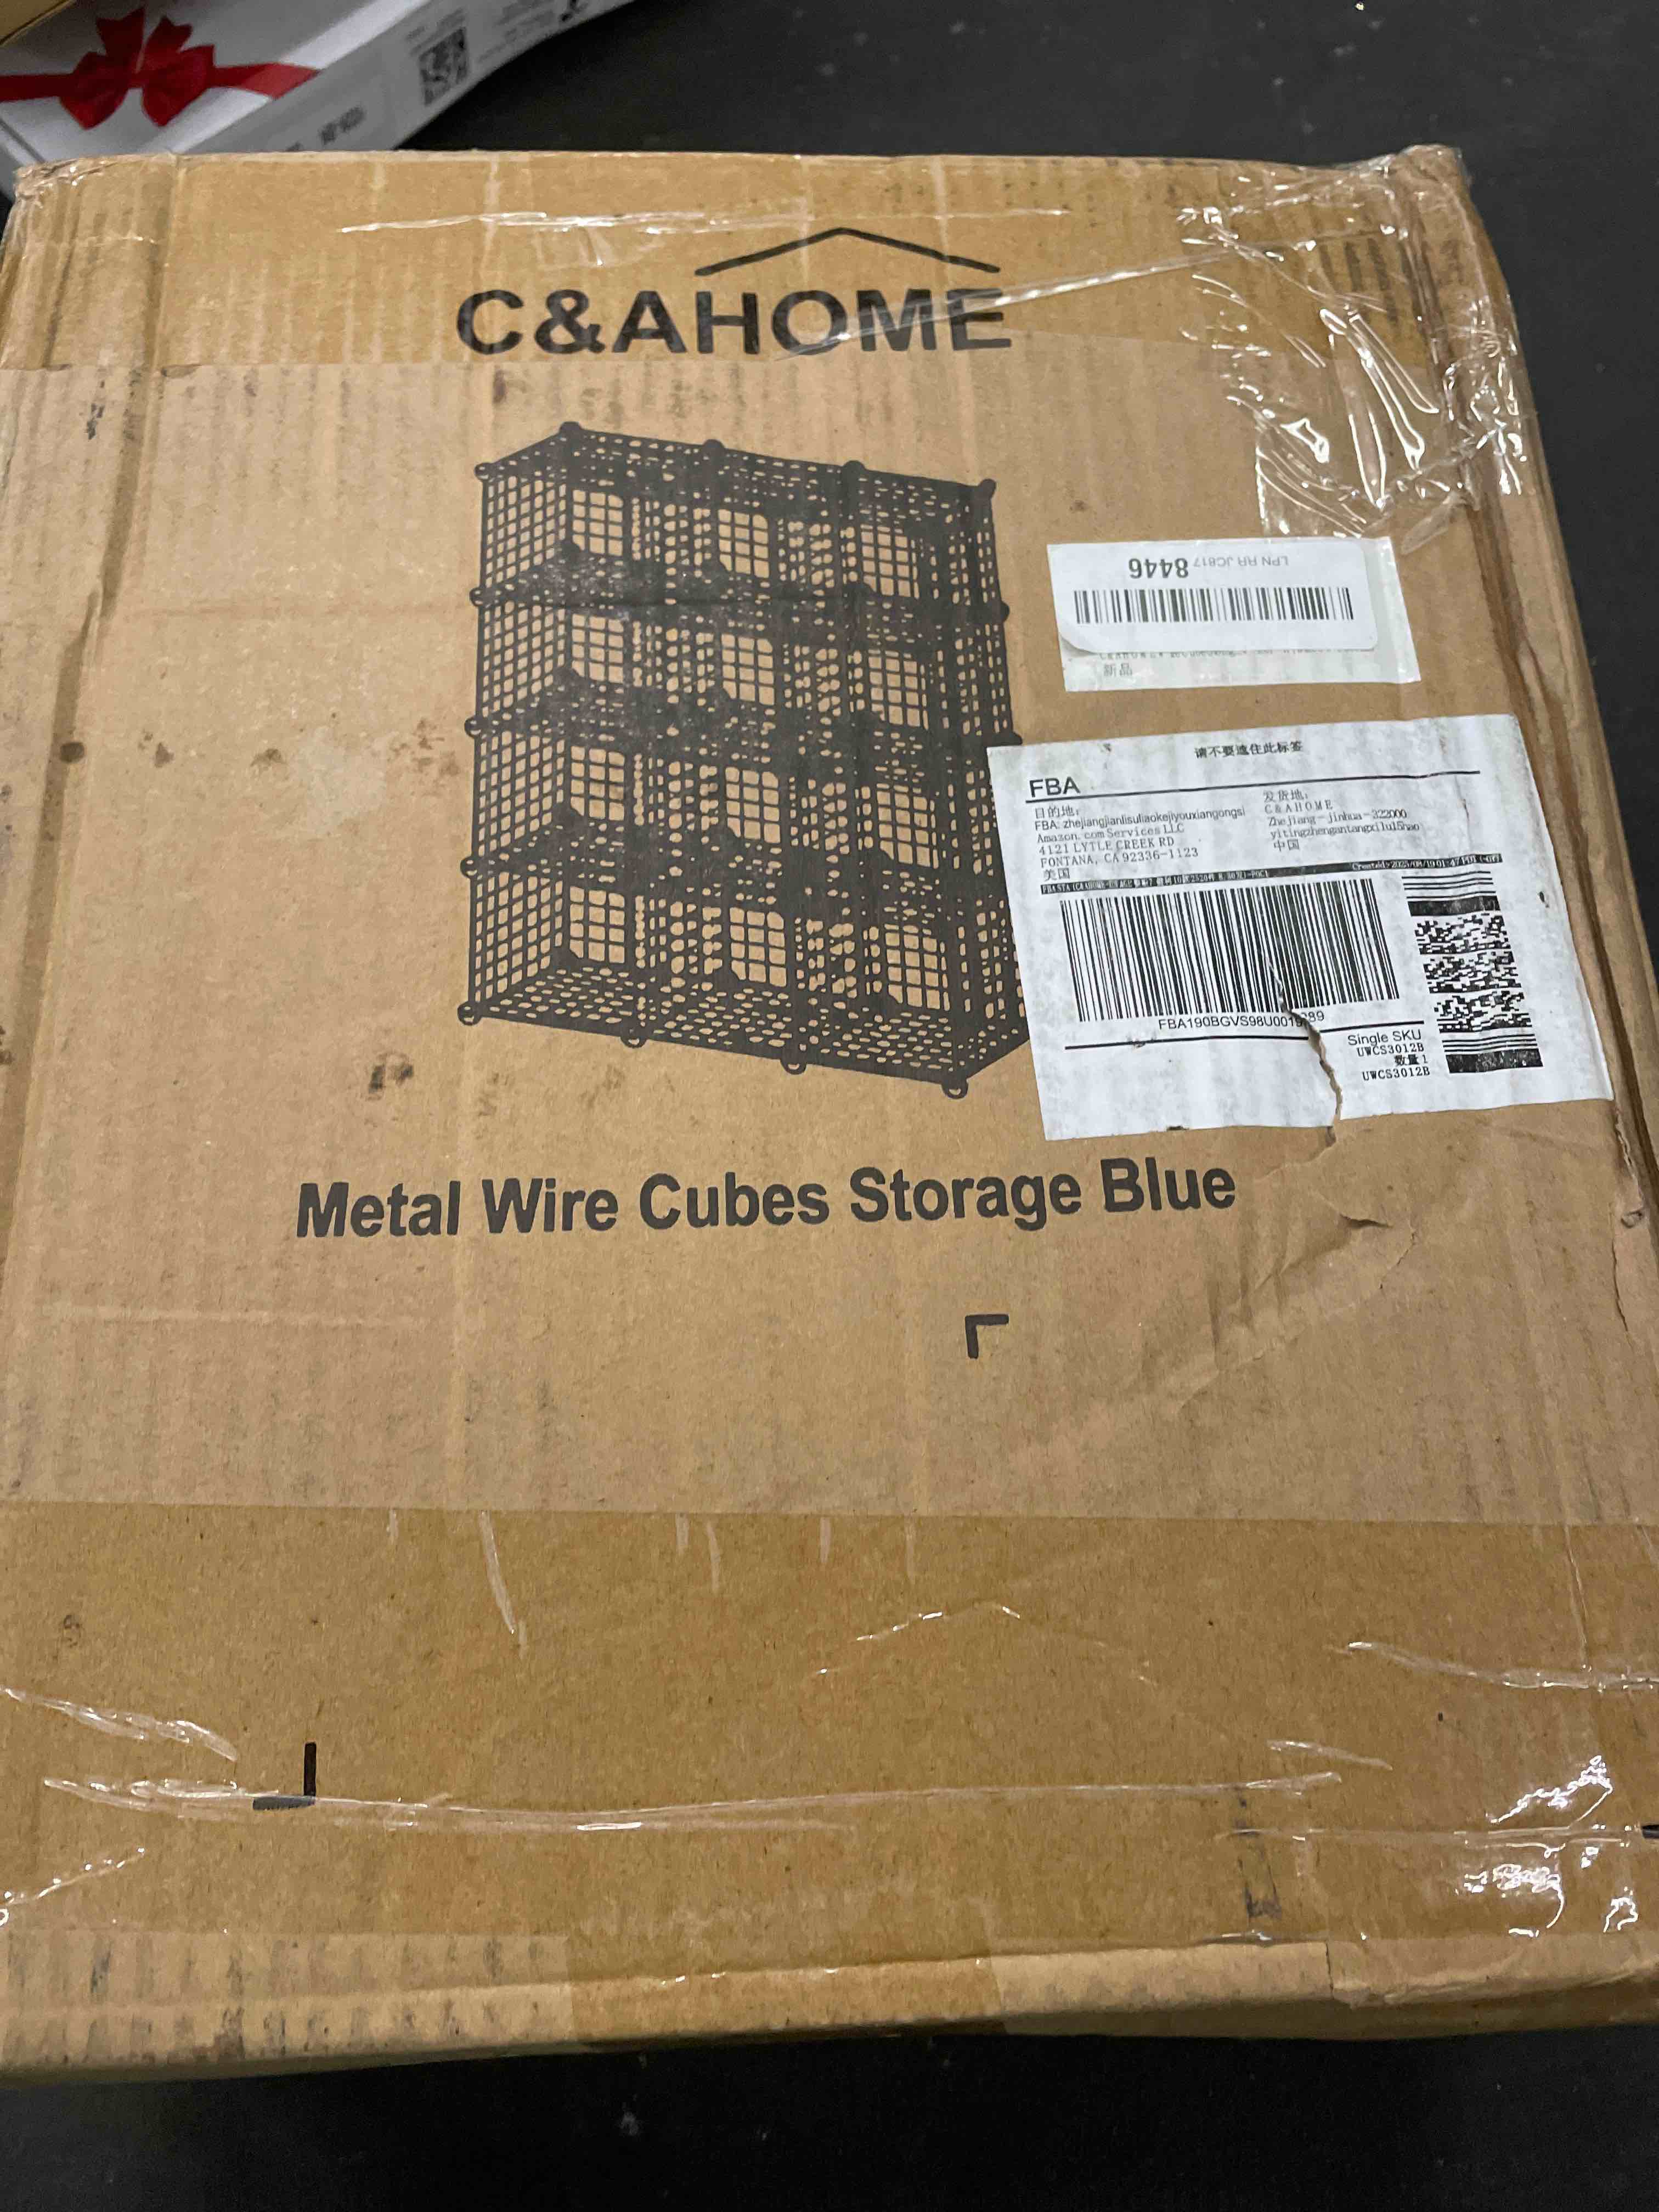 C&AHOME
LPN RR JC817 8446
新品
请不要遮住此标签
FBA
目的地:
FBA: zhejiangjianlisuliaokejiyouxiangongsi
Amazon.com Services LLC
4121 LYTLE CREEK RD
FONTANA, CA 92336-1123
美国
发货地:
C&AHOME
Zhejiang-jinhua-322000
yitingzhengantangxilu15hao
中国
Single SKU
UWCS3012B
数量 1
UWCS3012B
Metal Wire Cubes Storage Blue